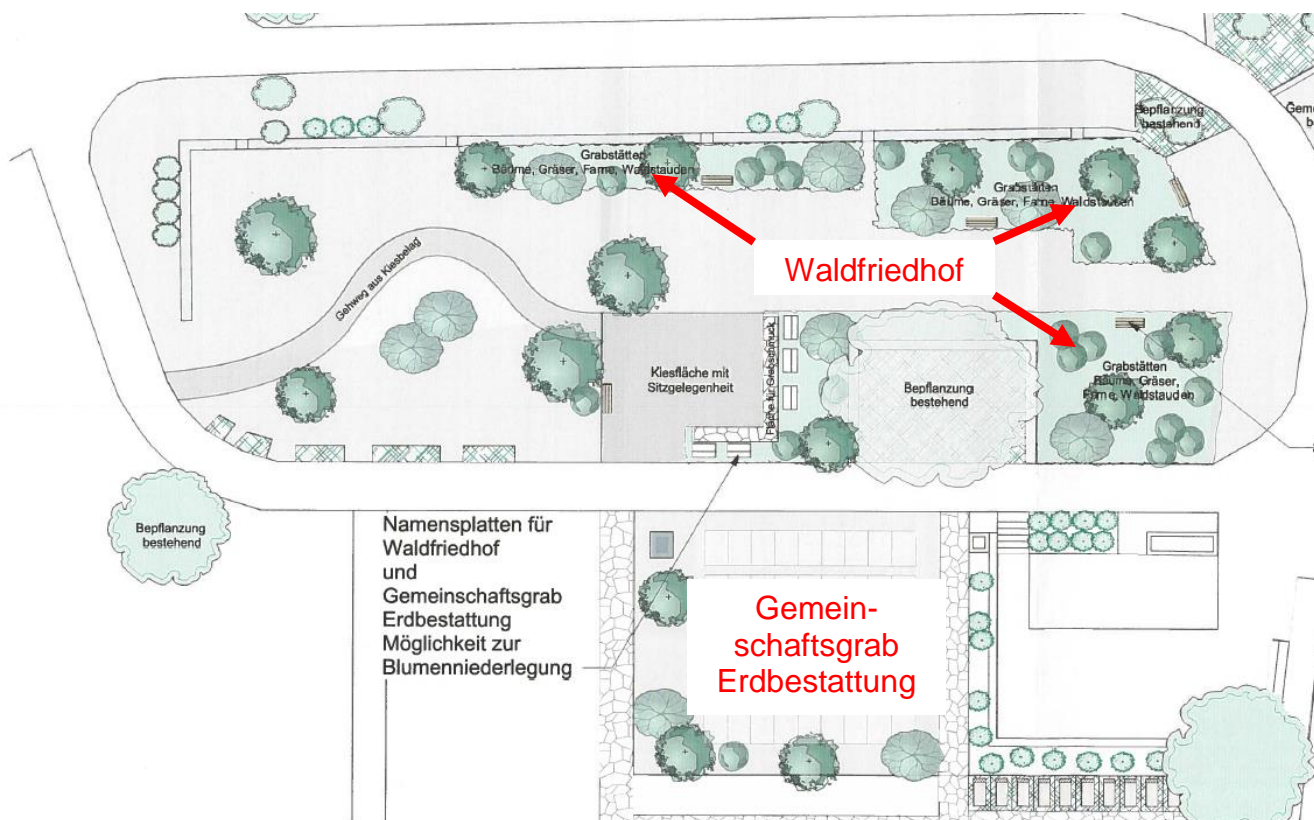 Bepflanzung
bestehend
Grabstätten
Bäume, Gräser, Farne, Waldstauden
Grabstätten
Bäume, Gräser, Farne, Waldstauden
Waldfriedhof
Gehweg aus Kiesbelag
Kiesfläche mit
Sitzgelegenheit
Fläche für Grabschmuck
Bepflanzung
bestehend
Grabstätten
Bäume, Gräser,
Farne, Waldstauden
Bepflanzung
bestehend
Namensplatten für
Waldfriedhof
und
Gemeinschaftsgrab
Erdbestattung
Möglichkeit zur
Blumenniederlegung
Gemein-
schaftsgrab
Erdbestattung